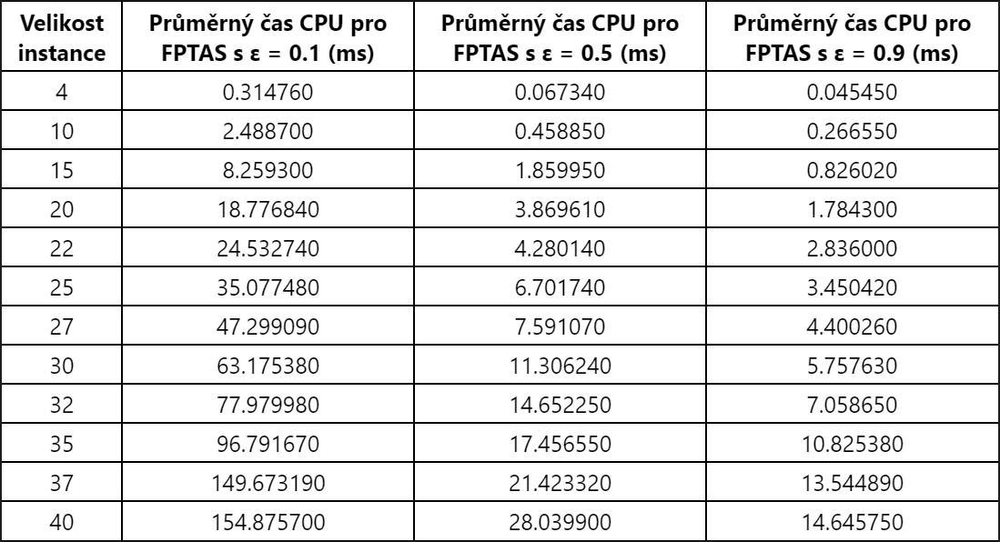 Velikost instance | Průměrný čas CPU pro FPTAS s ε = 0.1 (ms) | Průměrný čas CPU pro FPTAS s ε = 0.5 (ms) | Průměrný čas CPU pro FPTAS s ε = 0.9 (ms)
4 | 0.314760 | 0.067340 | 0.045450
10 | 2.488700 | 0.458850 | 0.266550
15 | 8.259300 | 1.859950 | 0.826020
20 | 18.776840 | 3.869610 | 1.784300
22 | 24.532740 | 4.280140 | 2.836000
25 | 35.077480 | 6.701740 | 3.450420
27 | 47.299090 | 7.591070 | 4.400260
30 | 63.175380 | 11.306240 | 5.757630
32 | 77.979980 | 14.652250 | 7.058650
35 | 96.791670 | 17.456550 | 10.825380
37 | 149.673190 | 21.423320 | 13.544890
40 | 154.875700 | 28.039900 | 14.645750